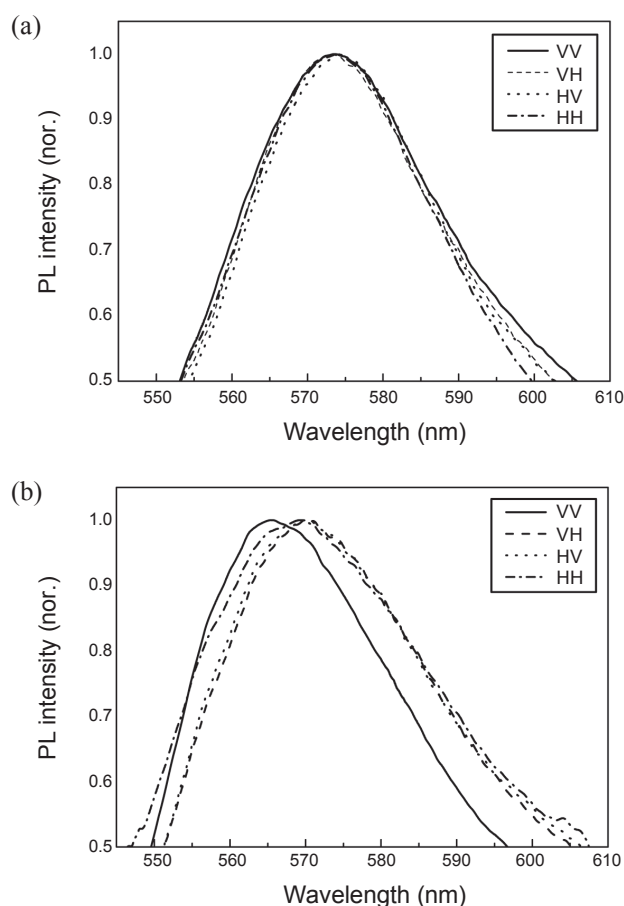 (a)
VV
VH
HV
HH
1.0
0.9
0.8
0.7
0.6
0.5
PL intensity (nor.)
550 560 570 580 590 600 610
Wavelength (nm)
(b)
VV
VH
HV
HH
1.0
0.9
0.8
0.7
0.6
0.5
PL intensity (nor.)
550 560 570 580 590 600 610
Wavelength (nm)